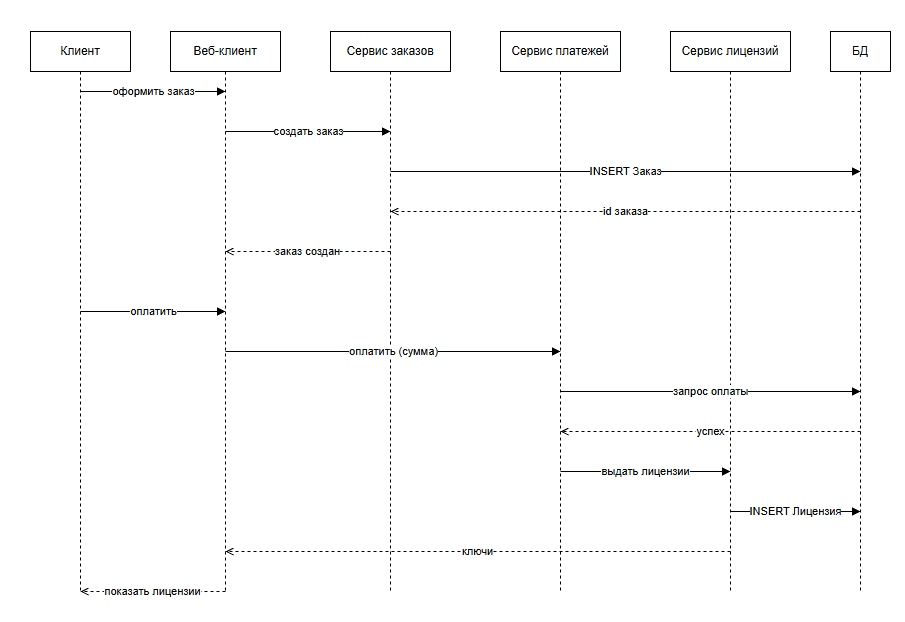 Клиент
Веб-клиент
Сервис заказов
Сервис платежей
Сервис лицензий
БД
оформить заказ
создать заказ
INSERT Заказ
id заказа
заказ создан
оплатить
оплатить (сумма)
запрос оплаты
успех
выдать лицензии
INSERT Лицензия
ключи
показать лицензии